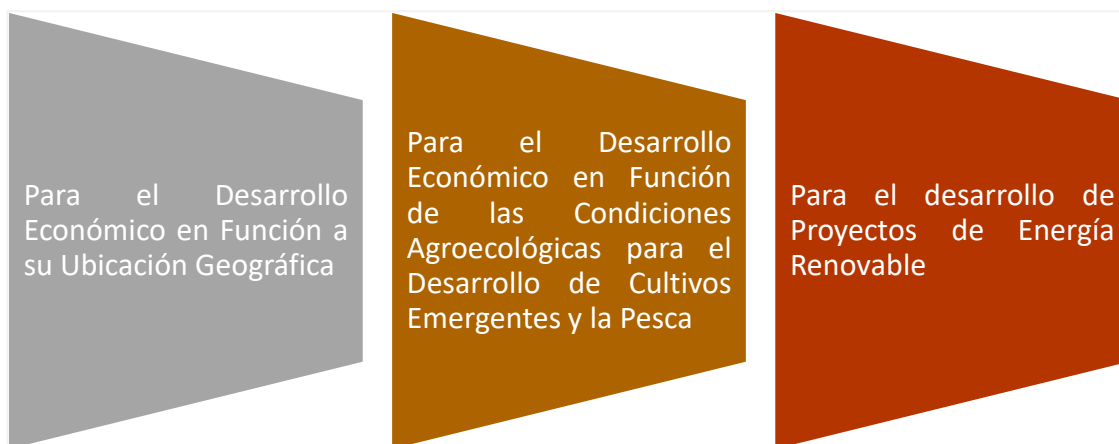 Para el Desarrollo
Económico en Función a
su Ubicación Geográfica
Para el Desarrollo
Económico en Función
de las Condiciones
Agroecológicas para el
Desarrollo de Cultivos
Emergentes y la Pesca
Para el desarrollo de
Proyectos de Energía
Renovable